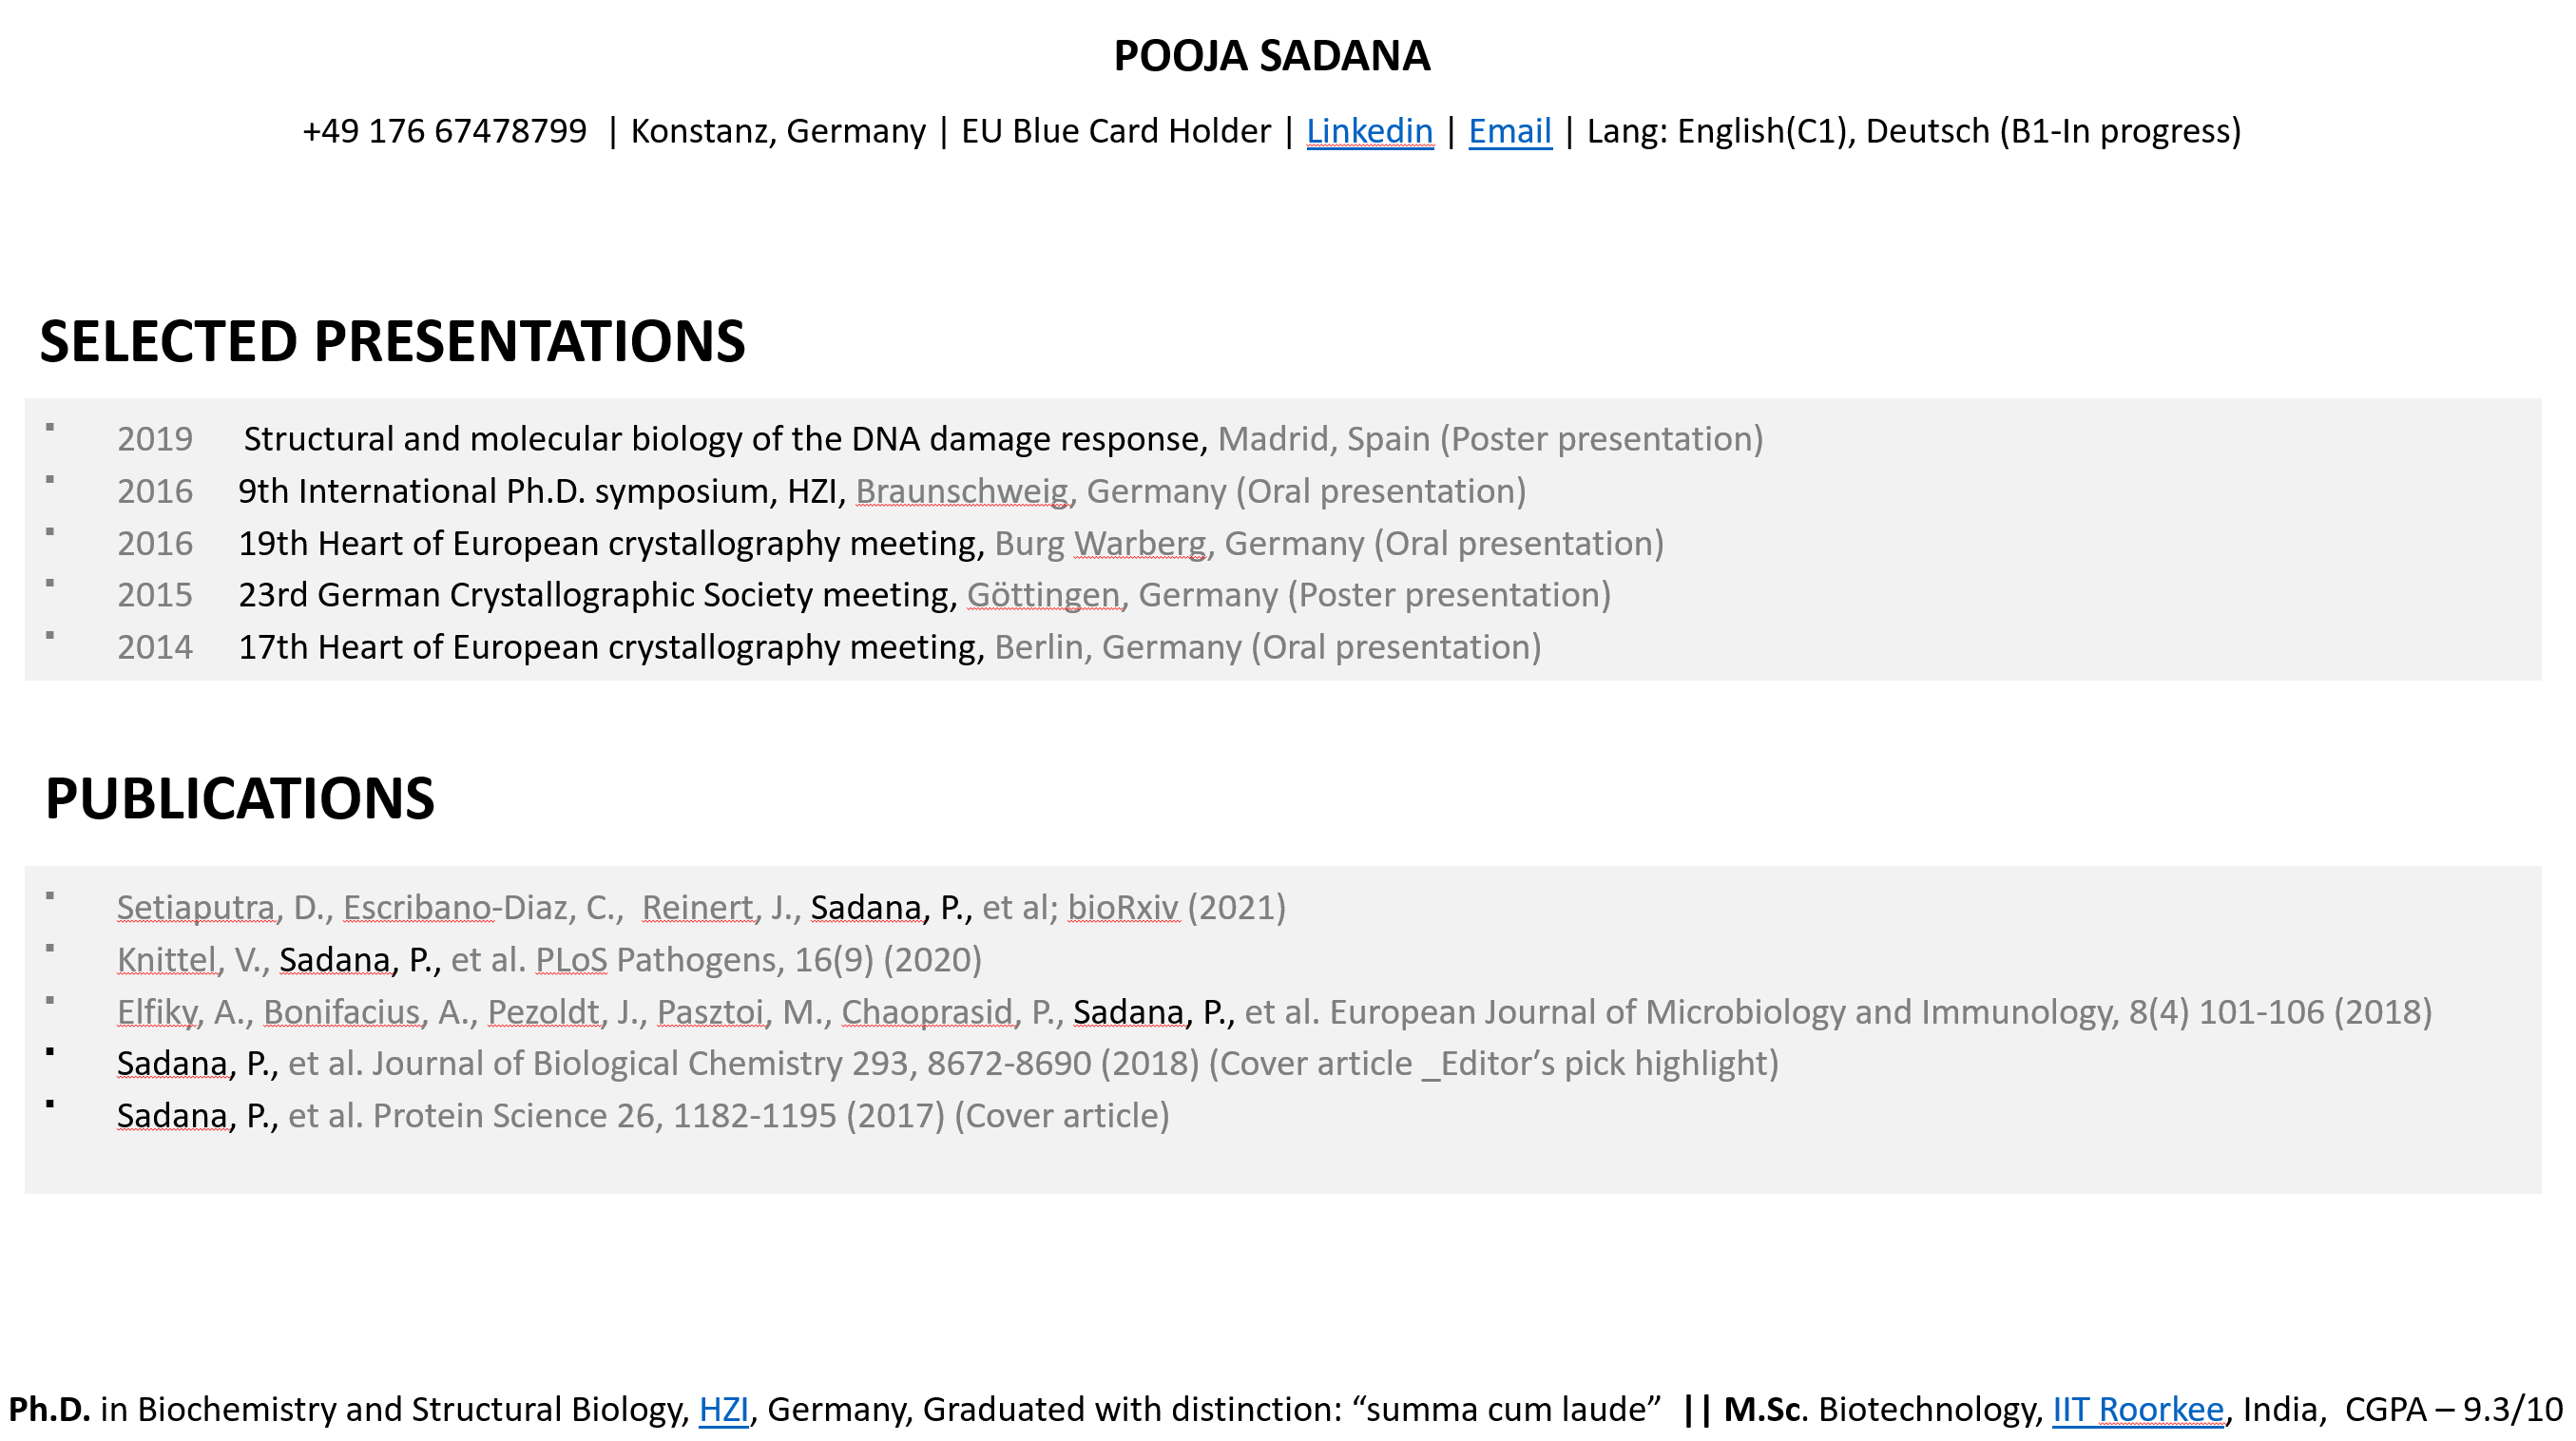 POOJA SADANA
+49 176 67478799 | Konstanz, Germany | EU Blue Card Holder | Linkedin | Email | Lang: English(C1), Deutsch (B1-In progress)
SELECTED PRESENTATIONS
▪ 2019 Structural and molecular biology of the DNA damage response, Madrid, Spain (Poster presentation)
▪ 2016 9th International Ph.D. symposium, HZI, Braunschweig, Germany (Oral presentation)
▪ 2016 19th Heart of European crystallography meeting, Burg Warberg, Germany (Oral presentation)
▪ 2015 23rd German Crystallographic Society meeting, Göttingen, Germany (Poster presentation)
▪ 2014 17th Heart of European crystallography meeting, Berlin, Germany (Oral presentation)
PUBLICATIONS
▪ Setiaputra, D., Escribano-Diaz, C., Reinert, J., Sadana, P., et al; bioRxiv (2021)
▪ Knittel, V., Sadana, P., et al. PLoS Pathogens, 16(9) (2020)
▪ Elfiky, A., Bonifacius, A., Pezoldt, J., Pasztoi, M., Chaoprasid, P., Sadana, P., et al. European Journal of Microbiology and Immunology, 8(4) 101-106 (2018)
▪ Sadana, P., et al. Journal of Biological Chemistry 293, 8672-8690 (2018) (Cover article _Editor’s pick highlight)
▪ Sadana, P., et al. Protein Science 26, 1182-1195 (2017) (Cover article)
Ph.D. in Biochemistry and Structural Biology, HZI, Germany, Graduated with distinction: “summa cum laude” || M.Sc. Biotechnology, IIT Roorkee, India, CGPA – 9.3/10